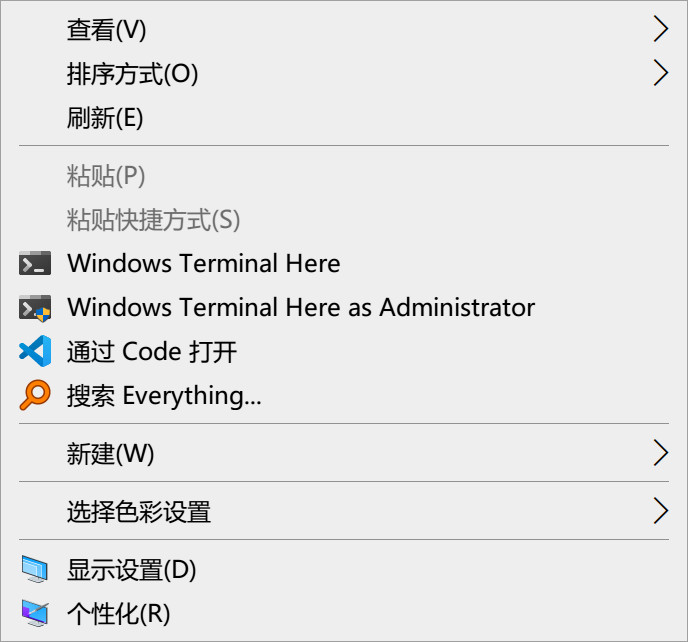 查看(V)
排序方式(O)
刷新(E)
粘贴(P)
粘贴快捷方式(S)
Windows Terminal Here
Windows Terminal Here as Administrator
通过 Code 打开
搜索 Everything...
新建(W)
选择色彩设置
显示设置(D)
个性化(R)